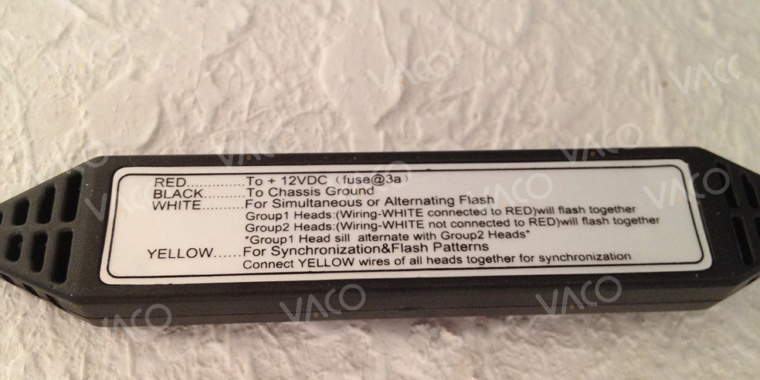 RED.............To + 12VDC (fuse@3a)
BLACK..........To Chassis Ground
WHITE..........For Simultaneous or Alternating Flash
Group1 Heads:(Wiring-WHITE connected to RED)will flash together
Group2 Heads:(Wiring-WHITE not connected to RED)will flash together
"Group1 Head sill alternate with Group2 Heads"
YELLOW......For Synchronization&Flash Patterns
Connect YELLOW wires of all heads together for synchronization
VACO